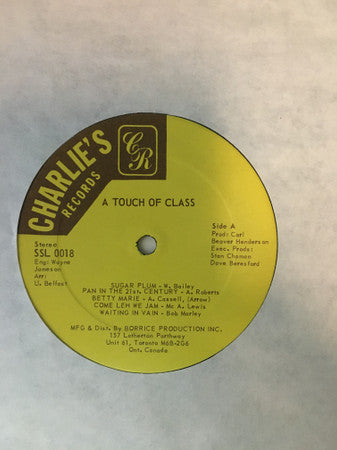 CHARLIE'S
RECORDS
CR
A TOUCH OF CLASS
Stereo
SSL 0018
Eng: Wayne
Jameson
Arr:
L. Belfast
Side A
Prod: Carl
Beaver Henderson
Exec. Prods:
Stan Chaman
Dave Beresford
SUGAR PLUM - W. Bailey
PAN IN THE 21st. CENTURY - A. Roberts
BETTY MARIE - A. Cassell, (Arrow)
COME LEH WE JAM - Mc A. Lewis
WAITING IN VAIN - Bob Marley
MFG & Dist. By BORRICE PRODUCTION INC.
157 Lotherton Parthway
Unit 61, Toronto M6B-2G6
Ont. Canada